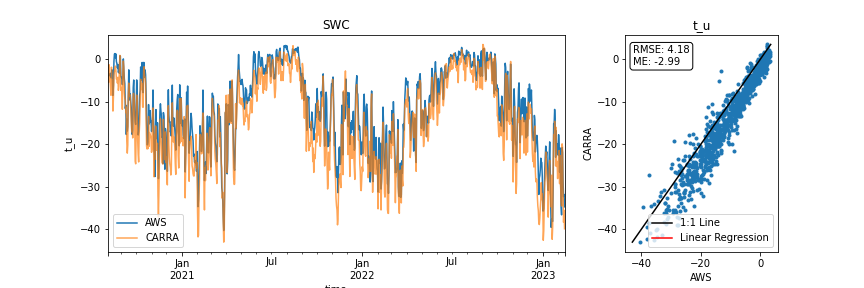 SWC
t_u
0
−10
−20
−30
−40
t_u
AWS
CARRA
Jan
2021
Jul
Jan
2022
Jul
Jan
2023
time
t_u
RMSE: 4.18
ME: -2.99
0
−10
−20
−30
−40
CARRA
1:1 Line
Linear Regression
−40
−20
0
AWS